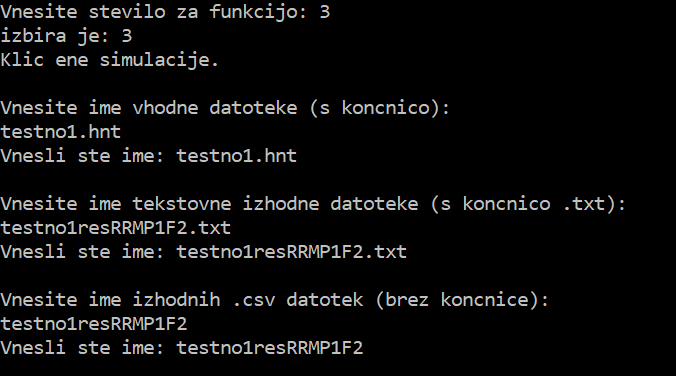 Vnesite stevilo za funkcijo: 3
izbira je: 3
Klic ene simulacije.
Vnesite ime vhodne datoteke (s koncnico):
testno1.hnt
Vnesli ste ime: testno1.hnt
Vnesite ime tekstovne izhodne datoteke (s koncnico .txt):
testno1resRRMP1F2.txt
Vnesli ste ime: testno1resRRMP1F2.txt
Vnesite ime izhodnih .csv datotek (brez koncnice):
testno1resRRMP1F2
Vnesli ste ime: testno1resRRMP1F2